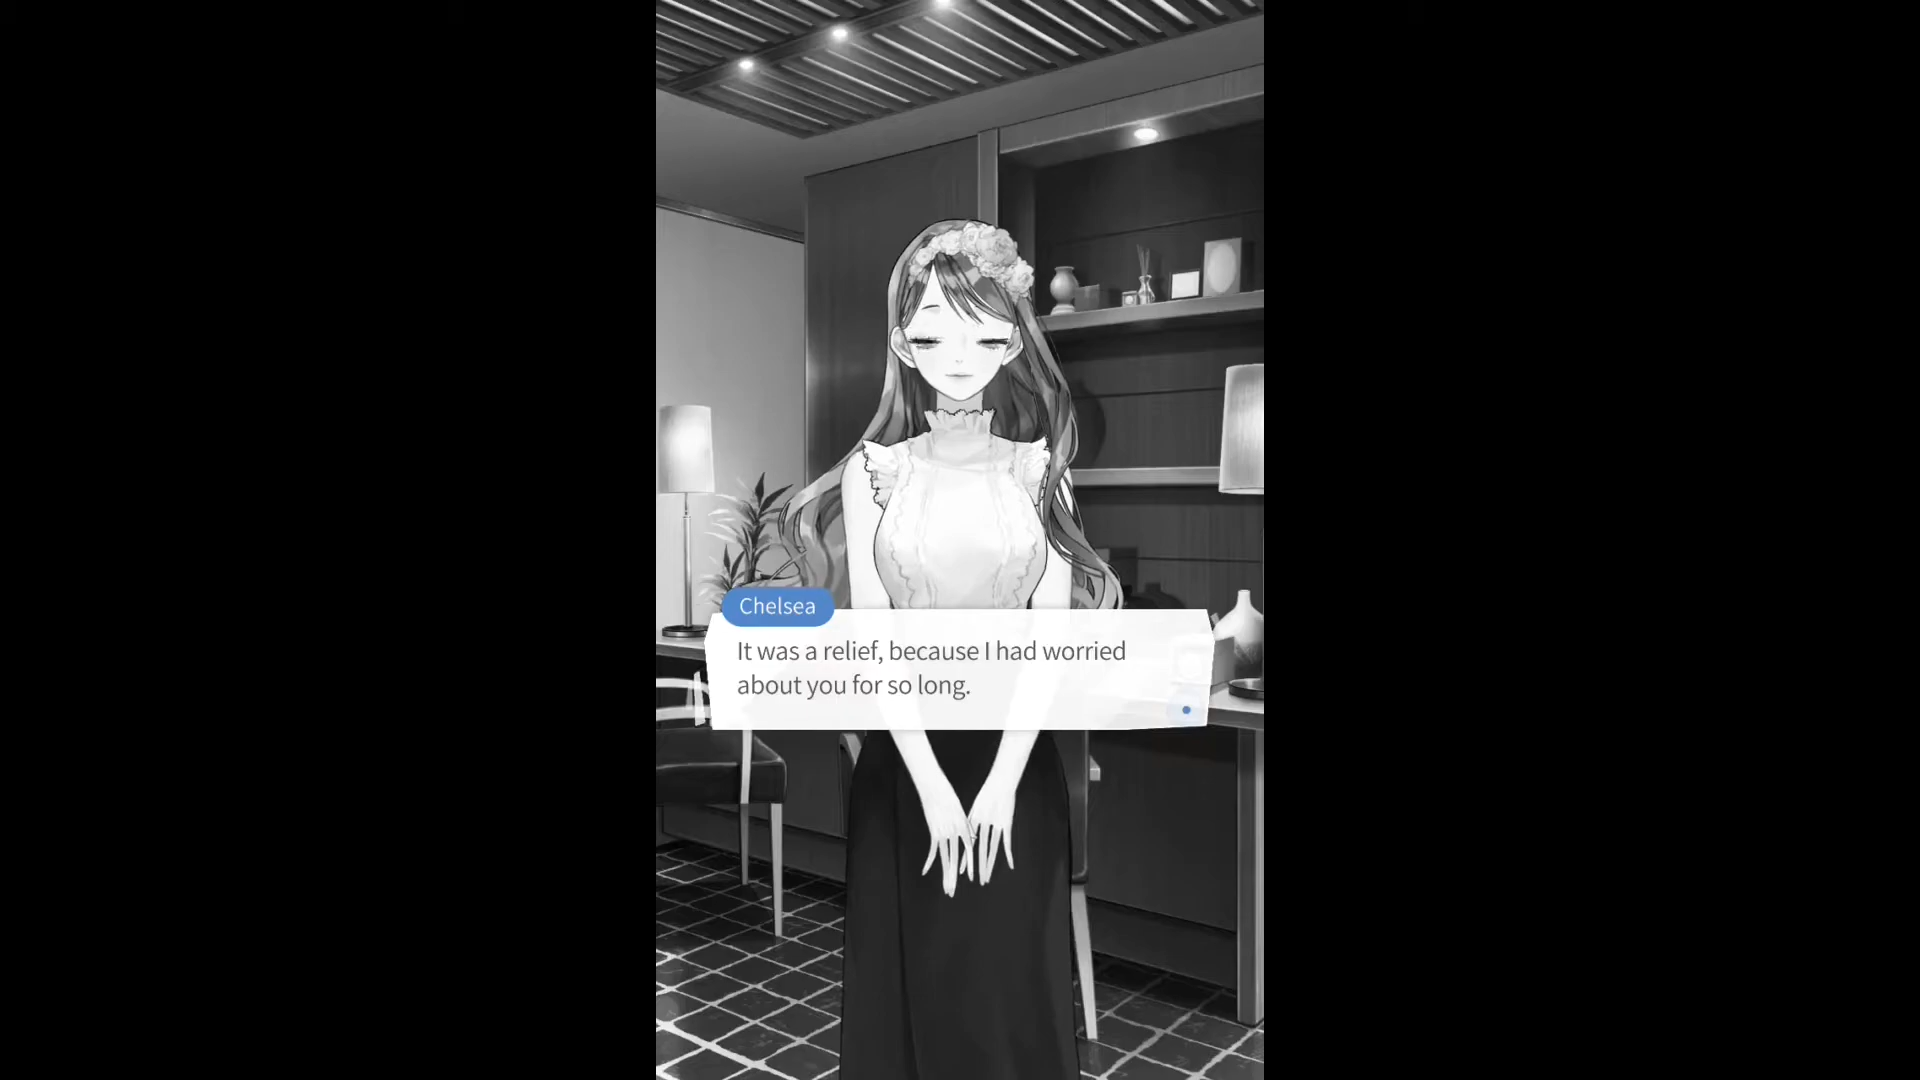 Chelsea
It was a relief, because I had worried
about you for so long.